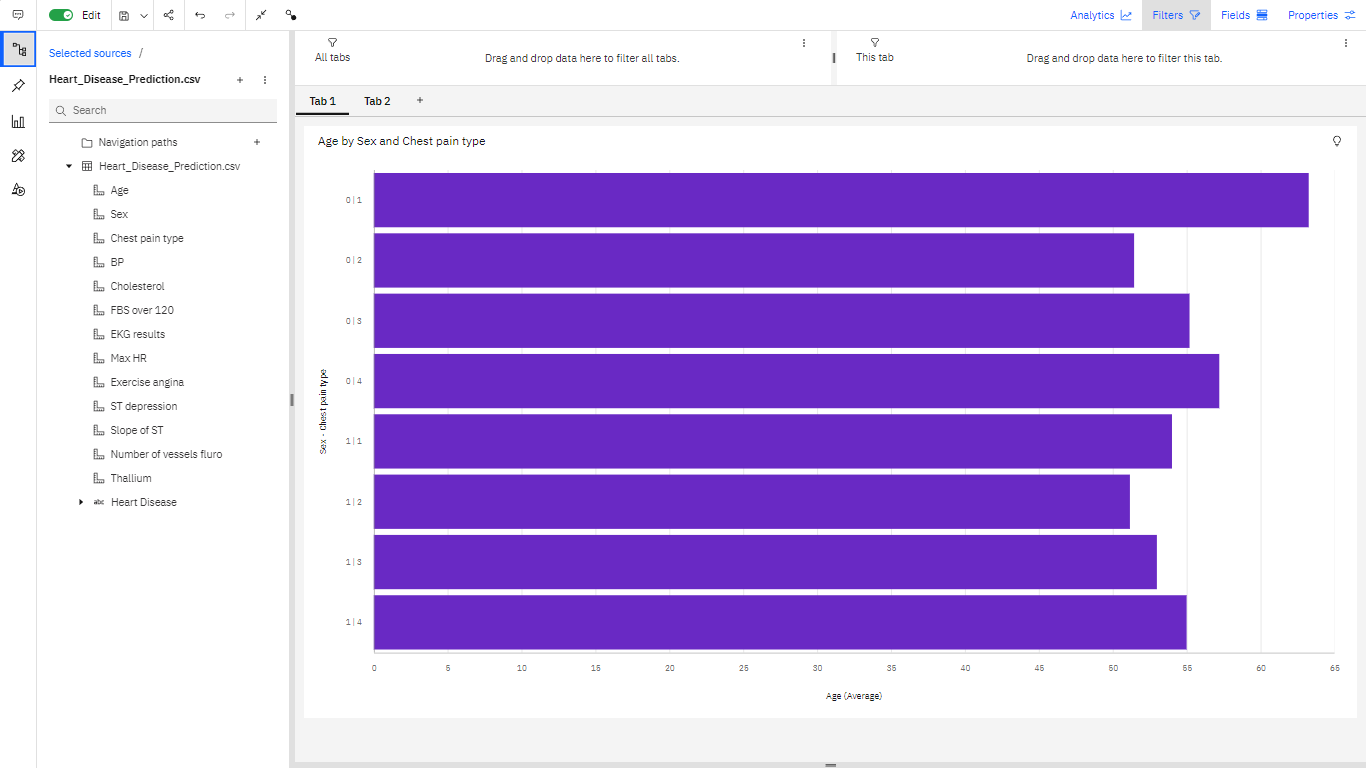 Edit
Analytics
Filters
Fields
Properties
Selected sources /
Heart_Disease_Prediction.csv
Search
Navigation paths
Heart_Disease_Prediction.csv
Age
Sex
Chest pain type
BP
Cholesterol
FBS over 120
EKG results
Max HR
Exercise angina
ST depression
Slope of ST
Number of vessels fluro
Thallium
abc Heart Disease
All tabs
Drag and drop data here to filter all tabs.
This tab
Drag and drop data here to filter this tab.
Tab 1
Tab 2
+
Age by Sex and Chest pain type
Sex - Chest pain type
0|1
0|2
0|3
0|4
1|1
1|2
1|3
1|4
0 5 10 15 20 25 30 35 40 45 50 55 60 65
Age (Average)